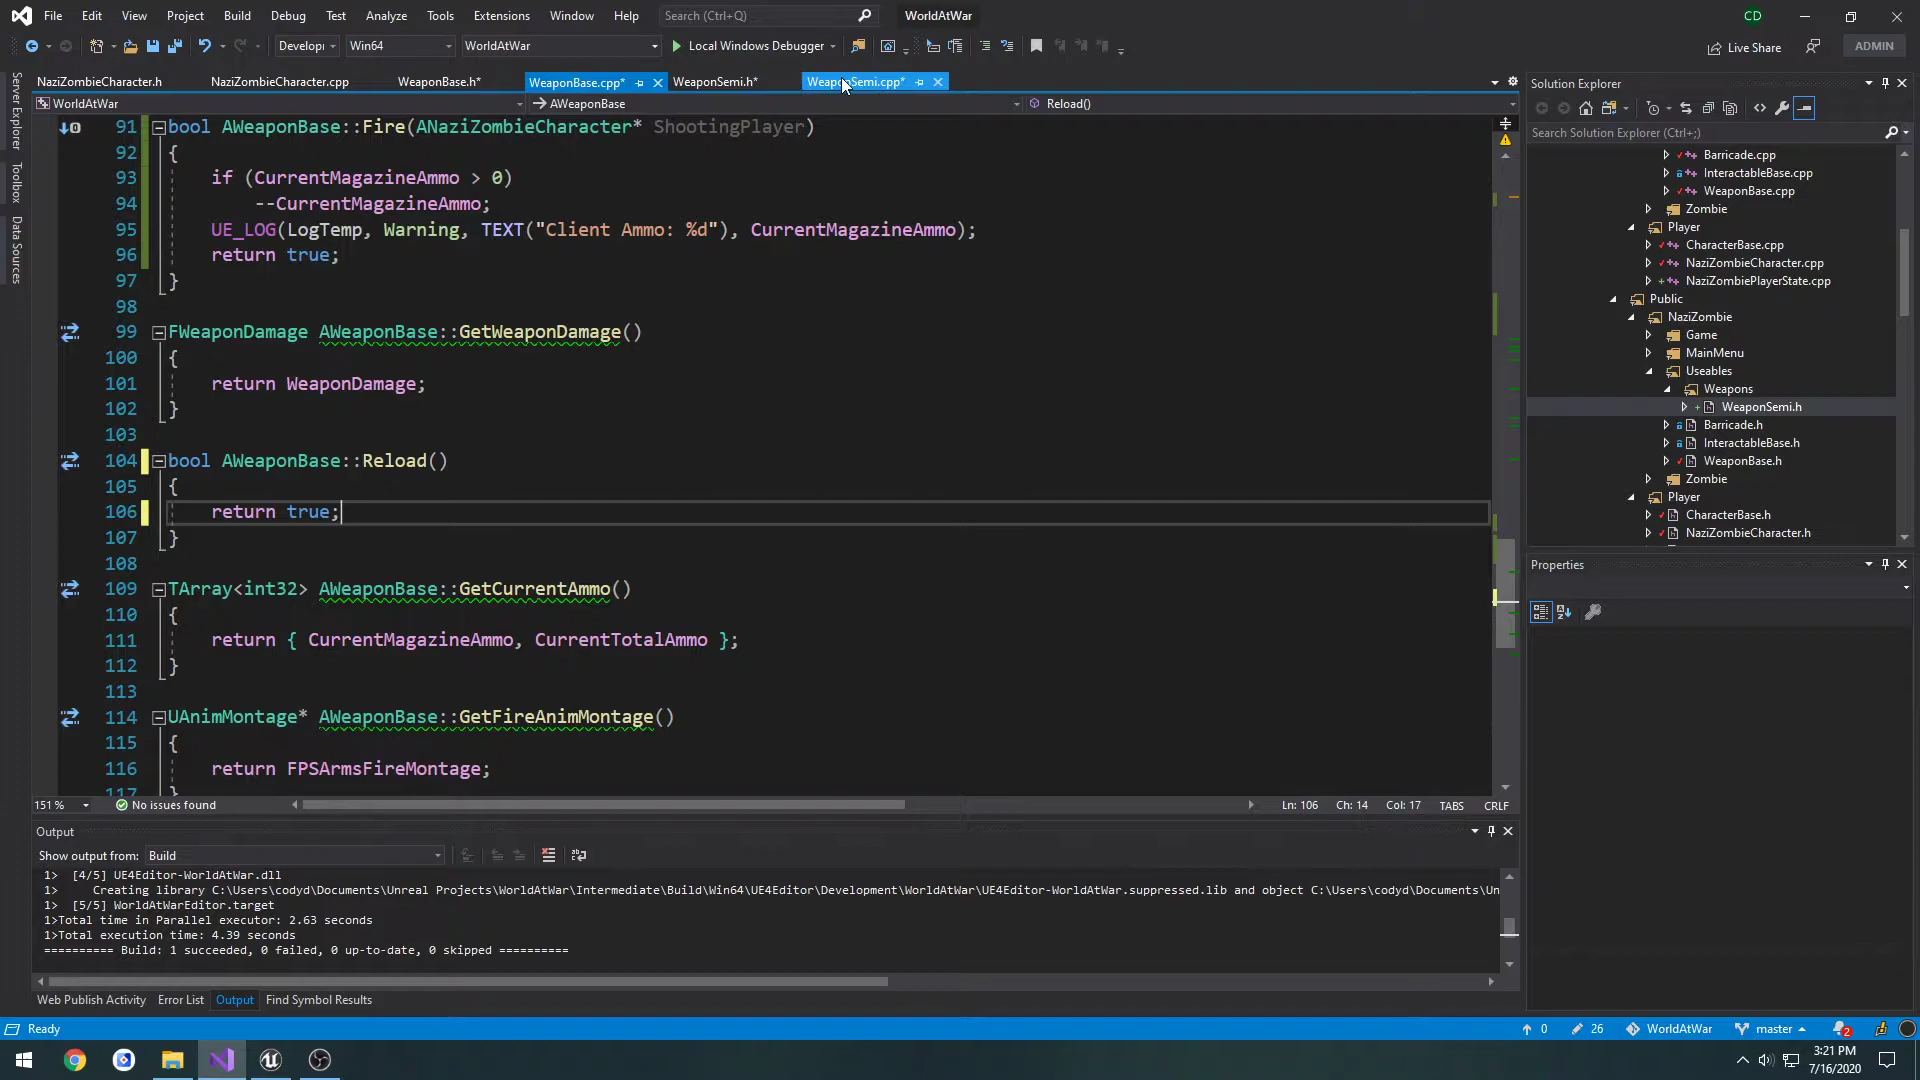 File Edit View Project Build Debug Test Analyze Tools Extensions Window Help Search (Ctrl+Q) WorldAtWar CD
Develop Win64 WorldAtWar Local Windows Debugger Live Share ADMIN
NaziZombieCharacter.h NaziZombieCharacter.cpp WeaponBase.h* WeaponBase.cpp* WeaponSemi.h* WeaponSemi.cpp*
WorldAtWar AWeaponBase Reload()
Server Explorer
Toolbox
Data Sources
91 bool AWeaponBase::Fire(ANaziZombieCharacter* ShootingPlayer)
92 {
93 if (CurrentMagazineAmmo > 0)
94 --CurrentMagazineAmmo;
95 UE_LOG(LogTemp, Warning, TEXT("Client Ammo: %d"), CurrentMagazineAmmo);
96 return true;
97 }
98
99 FWeaponDamage AWeaponBase::GetWeaponDamage()
100 {
101 return WeaponDamage;
102 }
103
104 bool AWeaponBase::Reload()
105 {
106 return true;
107 }
108
109 TArray<int32> AWeaponBase::GetCurrentAmmo()
110 {
111 return { CurrentMagazineAmmo, CurrentTotalAmmo };
112 }
113
114 UAnimMontage* AWeaponBase::GetFireAnimMontage()
115 {
116 return FPSArmsFireMontage;
117 }
151 % No issues found Ln: 106 Ch: 14 Col: 17 TABS CRLF
Output
Show output from: Build
1> [4/5] UE4Editor-WorldAtWar.dll
1> Creating library C:\Users\codyd\Documents\Unreal Projects\WorldAtWar\Intermediate\Build\Win64\UE4Editor\Development\WorldAtWar\UE4Editor-WorldAtWar.suppressed.lib and object C:\Users\codyd\Documents\Un
1> [5/5] WorldAtWarEditor.target
1>Total time in Parallel executor: 2.63 seconds
1>Total execution time: 4.39 seconds
========== Build: 1 succeeded, 0 failed, 0 up-to-date, 0 skipped ==========
Web Publish Activity Error List Output Find Symbol Results
Solution Explorer
Search Solution Explorer (Ctrl+;)
Barricade.cpp
InteractableBase.cpp
WeaponBase.cpp
Zombie
Player
CharacterBase.cpp
NaziZombieCharacter.cpp
NaziZombiePlayerState.cpp
Public
NaziZombie
Game
MainMenu
Useables
Weapons
WeaponSemi.h
Barricade.h
InteractableBase.h
WeaponBase.h
Zombie
Player
CharacterBase.h
NaziZombieCharacter.h
Properties
Ready 0 26 WorldAtWar master 2
3:21 PM
7/16/2020